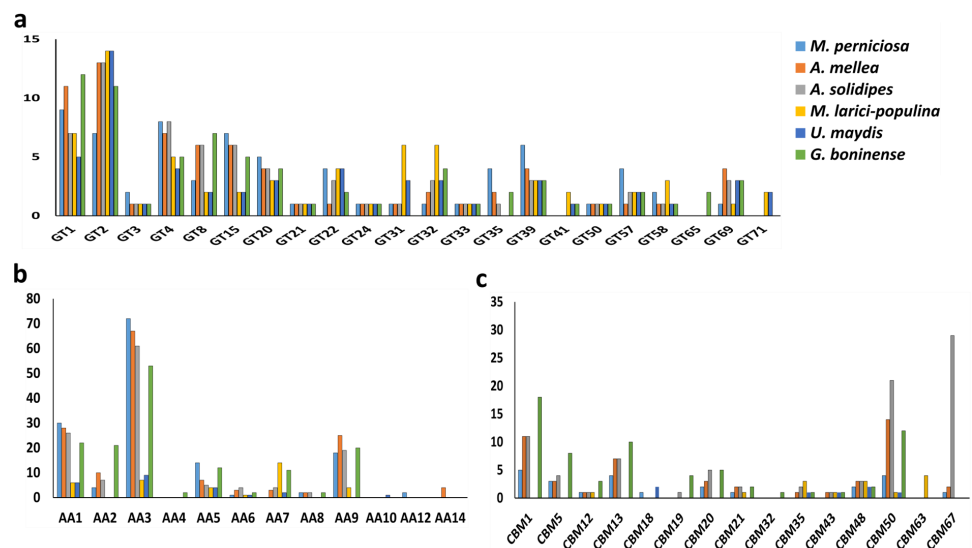 a
15
10
5
0
GT1 GT2 GT3 GT4 GT8 GT15 GT20 GT21 GT22 GT24 GT31 GT32 GT33 GT35 GT39 GT41 GT50 GT57 GT58 GT65 GT69 GT71
M. perniciosa
A. mellea
A. solidipes
M. larici-populina
U. maydis
G. boninense
b
80
70
60
50
40
30
20
10
0
AA1 AA2 AA3 AA4 AA5 AA6 AA7 AA8 AA9 AA10 AA12 AA14
c
35
30
25
20
15
10
5
0
CBM1 CBM5 CBM12 CBM13 CBM18 CBM19 CBM20 CBM21 CBM32 CBM35 CBM43 CBM48 CBM50 CBM63 CBM67